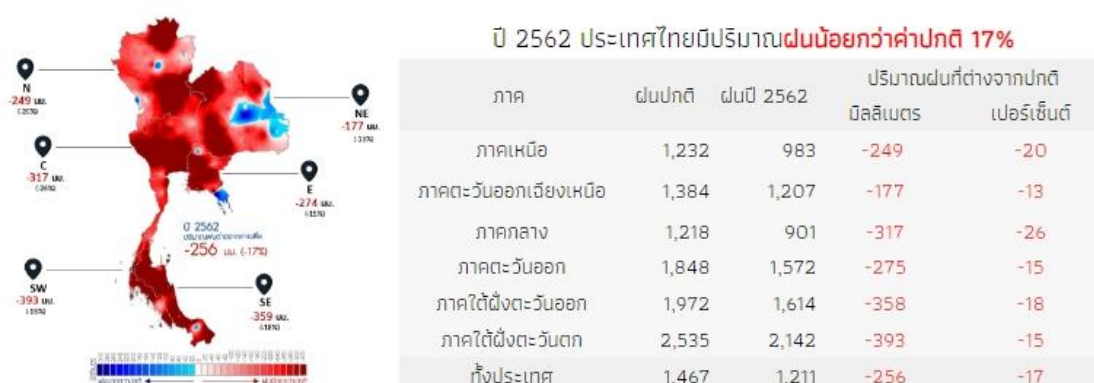 ปี 2562 ประเทศไทยมีปริมาณฝนน้อยกว่าค่าปกติ 17%
ภาค ฝนปกติ ฝนปี 2562 ปริมาณฝนที่ต่างจากปกติ
มิลลิเมตร เปอร์เซ็นต์
ภาคเหนือ 1,232 983 -249 -20
ภาคตะวันออกเฉียงเหนือ 1,384 1,207 -177 -13
ภาคกลาง 1,218 901 -317 -26
ภาคตะวันออก 1,848 1,572 -275 -15
ภาคใต้ฝั่งตะวันออก 1,972 1,614 -358 -18
ภาคใต้ฝั่งตะวันตก 2,535 2,142 -393 -15
ทั้งประเทศ 1,467 1,211 -256 -17
N
-249 มม.
(-20%)
NE
-177 มม.
(-13%)
C
-317 มม.
(-26%)
E
-274 มม.
(-15%)
ปี 2562
-256 มม. (-17%)
SW
-393 มม.
(-15%)
SE
-359 มม.
(-18%)